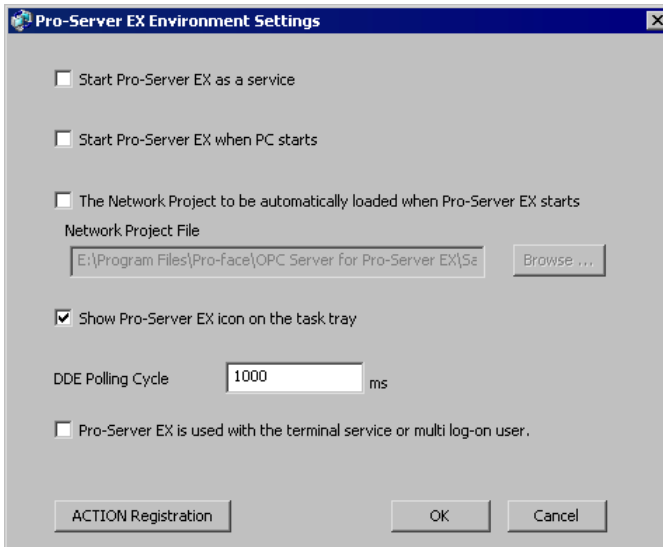 Pro-Server EX Environment Settings
Start Pro-Server EX as a service
Start Pro-Server EX when PC starts
The Network Project to be automatically loaded when Pro-Server EX starts
Network Project File
E:\Program Files\Pro-face\OPC Server for Pro-Server EX\Sa
Browse ...
Show Pro-Server EX icon on the task tray
DDE Polling Cycle 1000 ms
Pro-Server EX is used with the terminal service or multi log-on user.
ACTION Registration OK Cancel